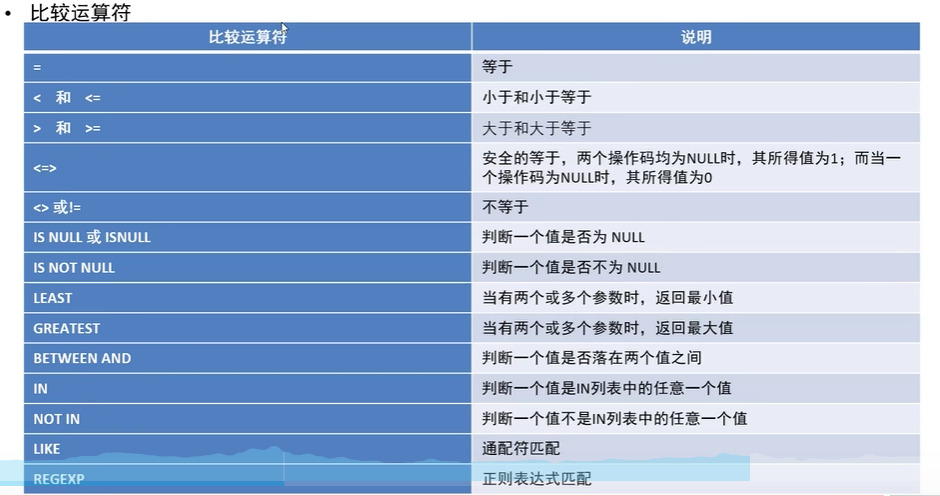 • 比较运算符
比较运算符 说明
= 等于
< 和 <= 小于和小于等于
> 和 >= 大于和大于等于
<=> 安全的等于，两个操作码均为NULL时，其所得值为1；而当一
个操作码为NULL时，其所得值为0
<> 或!= 不等于
IS NULL 或 ISNULL 判断一个值是否为 NULL
IS NOT NULL 判断一个值是否不为 NULL
LEAST 当有两个或多个参数时，返回最小值
GREATEST 当有两个或多个参数时，返回最大值
BETWEEN AND 判断一个值是否落在两个值之间
IN 判断一个值是IN列表中的任意一个值
NOT IN 判断一个值不是IN列表中的任意一个值
LIKE 通配符匹配
REGEXP 正则表达式匹配